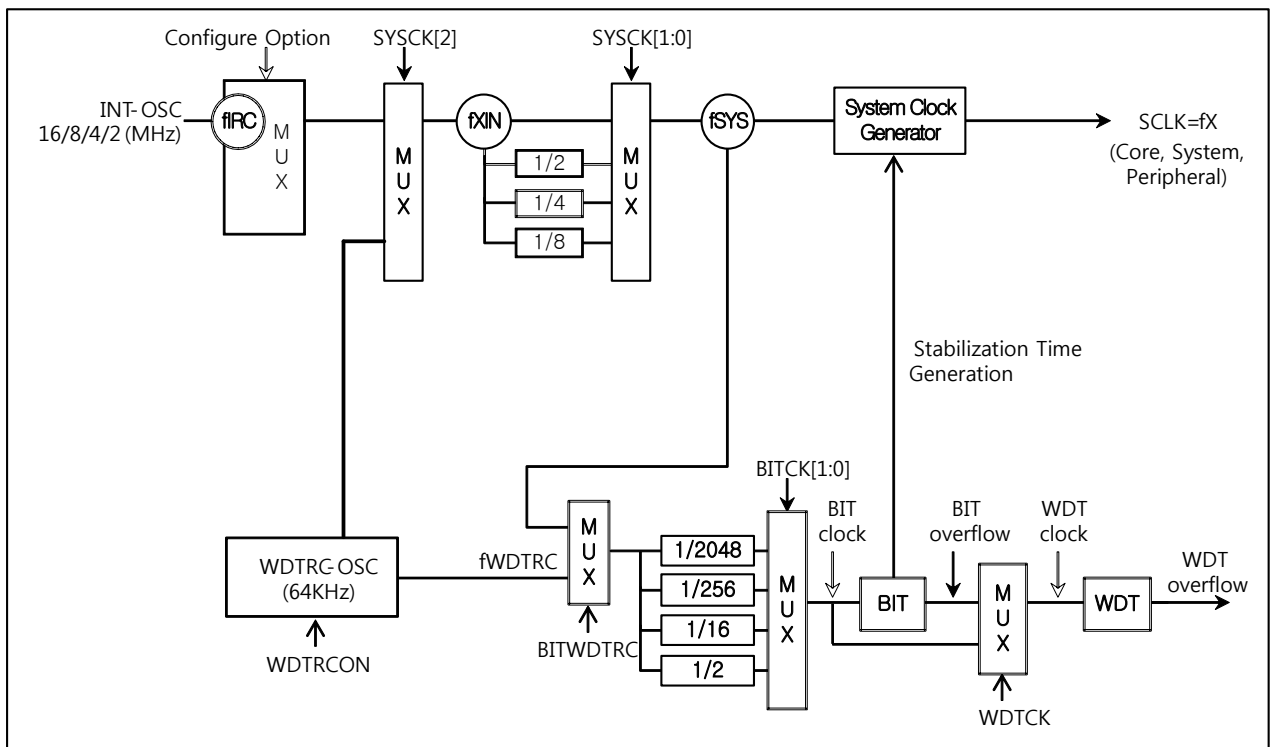 Configure Option
SYSCK[2]
SYSCK[1:0]
INT-OSC
16/8/4/2 (MHz)
fIRC
M
U
X
M
U
X
fXIN
1/2
1/4
1/8
M
U
X
fSYS
System Clock
Generator
SCLK=fX
(Core, System,
Peripheral)
Stabilization Time
Generation
WDTRC-OSC
(64KHz)
WDTRCON
fWDTRC
M
U
X
BITWDTRC
1/2048
1/256
1/16
1/2
BITCK[1:0]
M
U
X
BIT
clock
BIT
BIT
overflow
M
U
X
WDTCK
WDT
clock
WDT
WDT
overflow